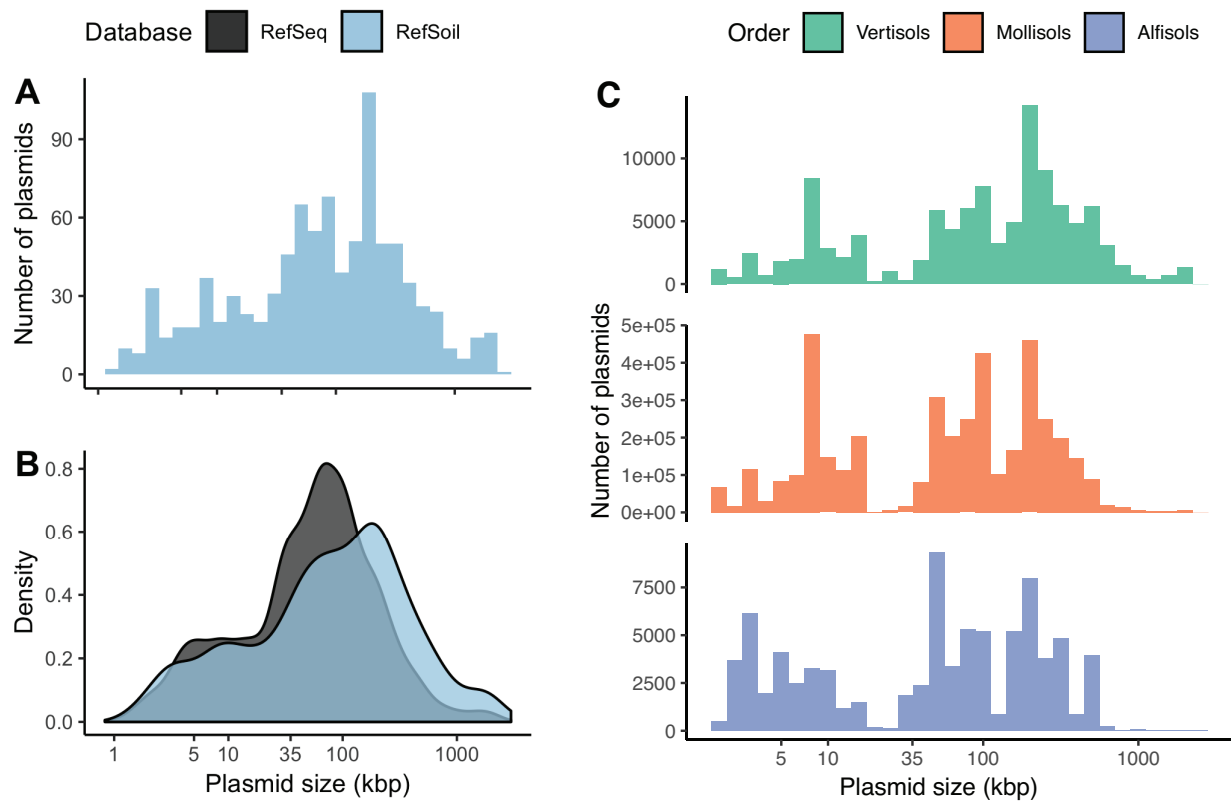 Database RefSeq RefSoil
A
Number of plasmids
90
60
30
0
B
Density
0.8
0.6
0.4
0.2
0.0
1 5 10 35 100 1000
Plasmid size (kbp)
Order Vertisols Mollisols Alfisols
C
Number of plasmids
10000
5000
0
5e+05
4e+05
3e+05
2e+05
1e+05
0e+00
7500
5000
2500
0
5 10 35 100 1000
Plasmid size (kbp)